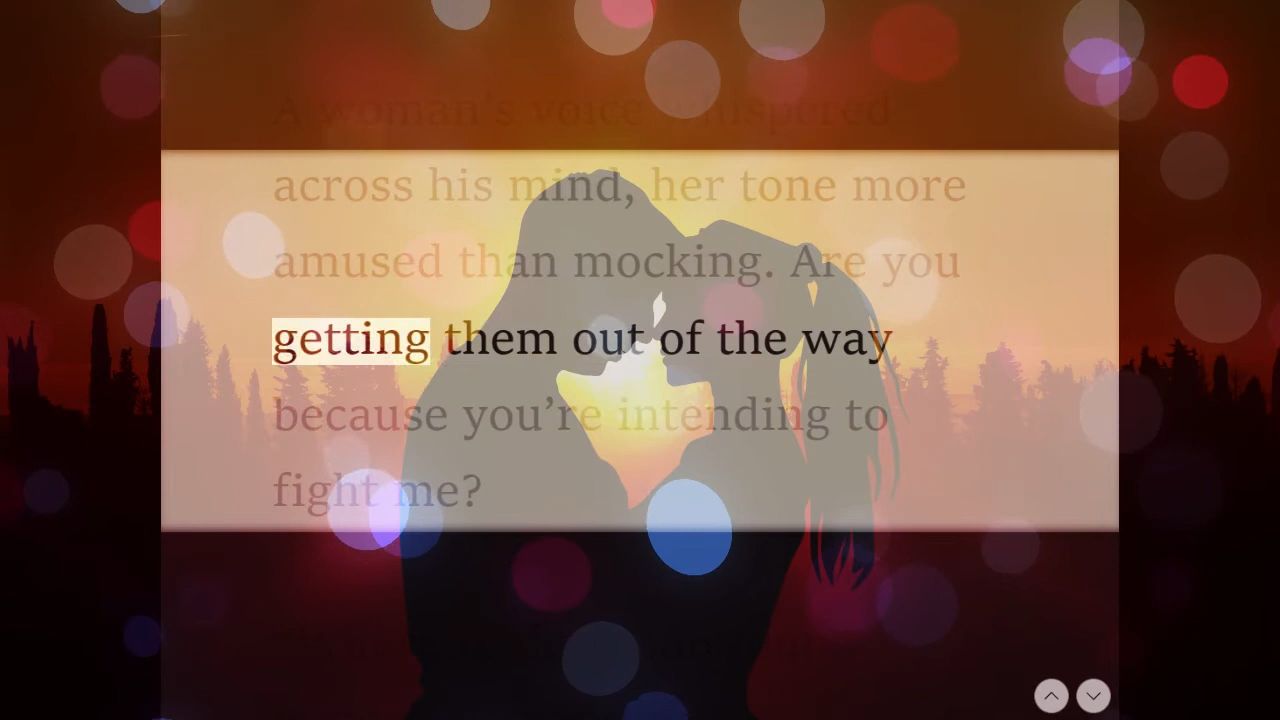 A woman's voice whispered
across his mind, her tone more
amused than mocking. Are you
getting them out of the way
because you’re intending to
fight me?